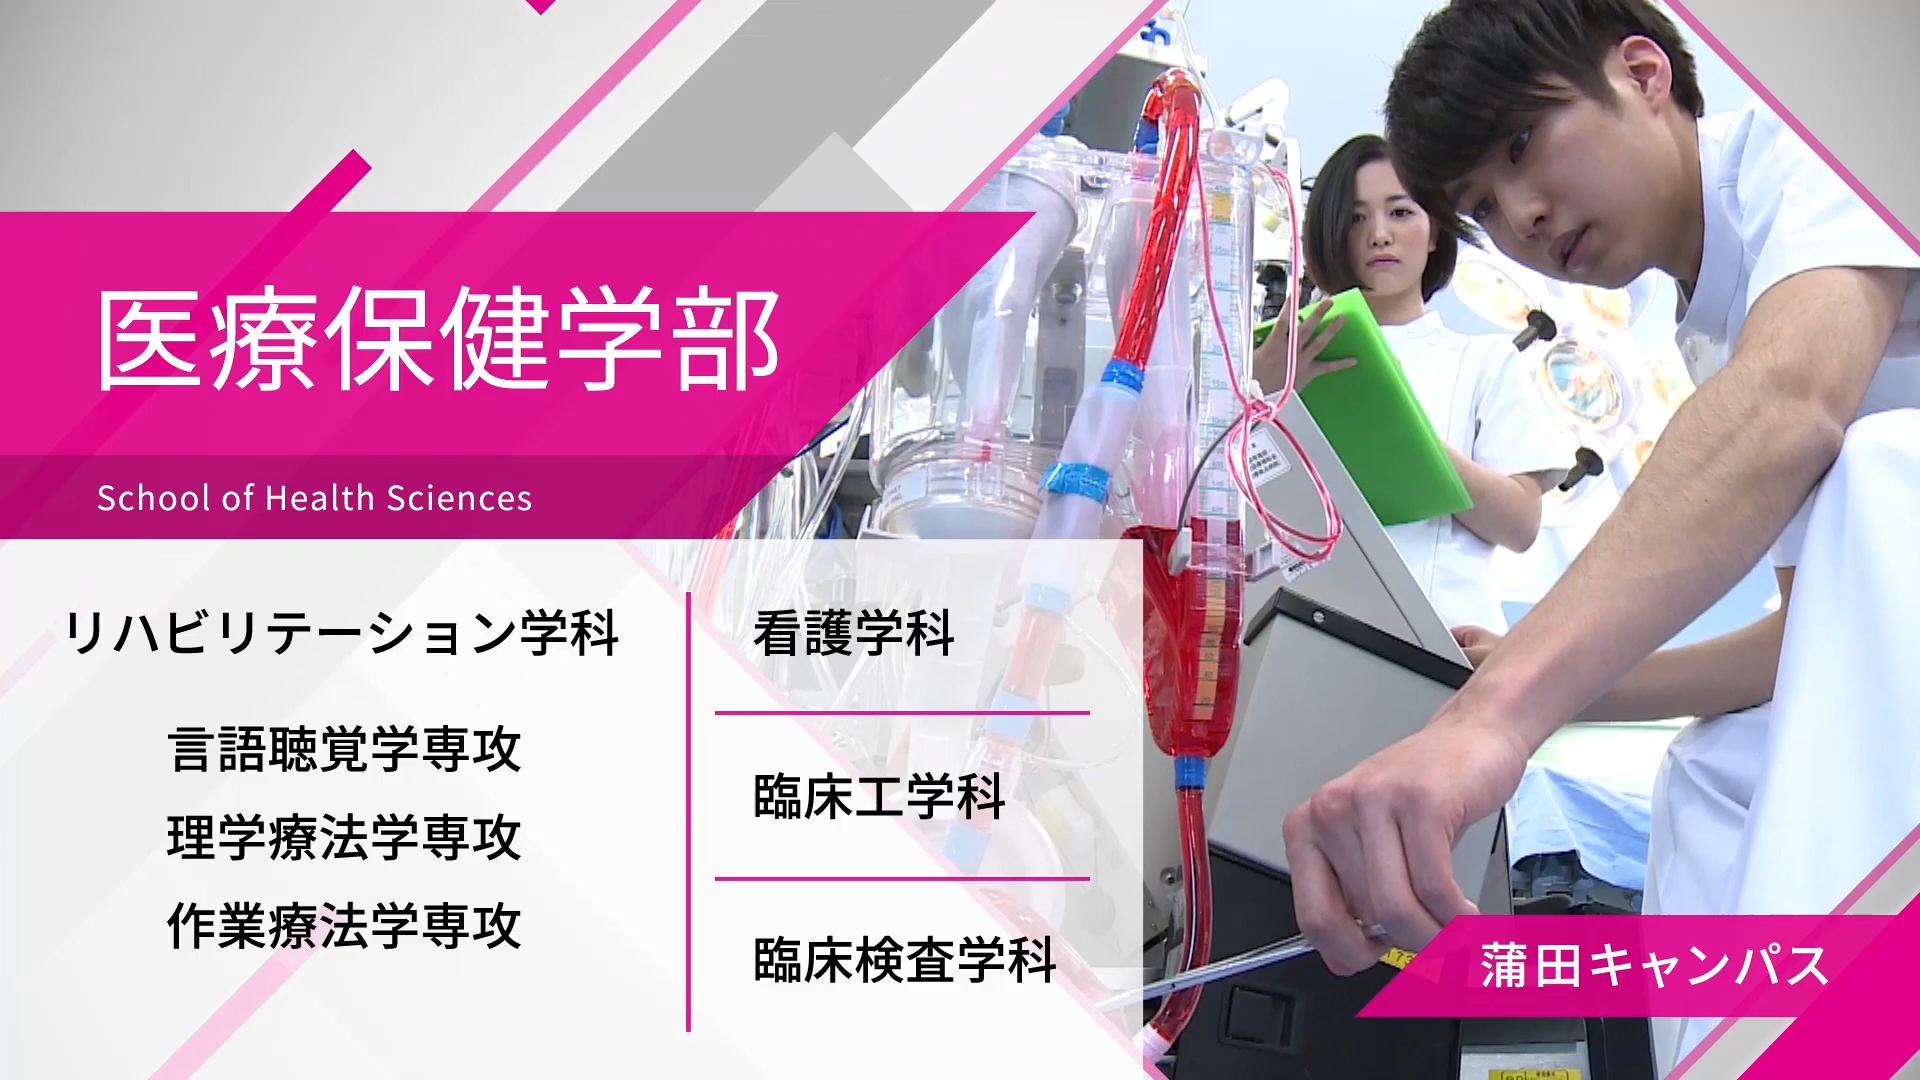 医療保健学部
School of Health Sciences
リハビリテーション学科
言語聴覚学専攻
理学療法学専攻
作業療法学専攻
看護学科
臨床工学科
臨床検査学科
蒲田キャンパス